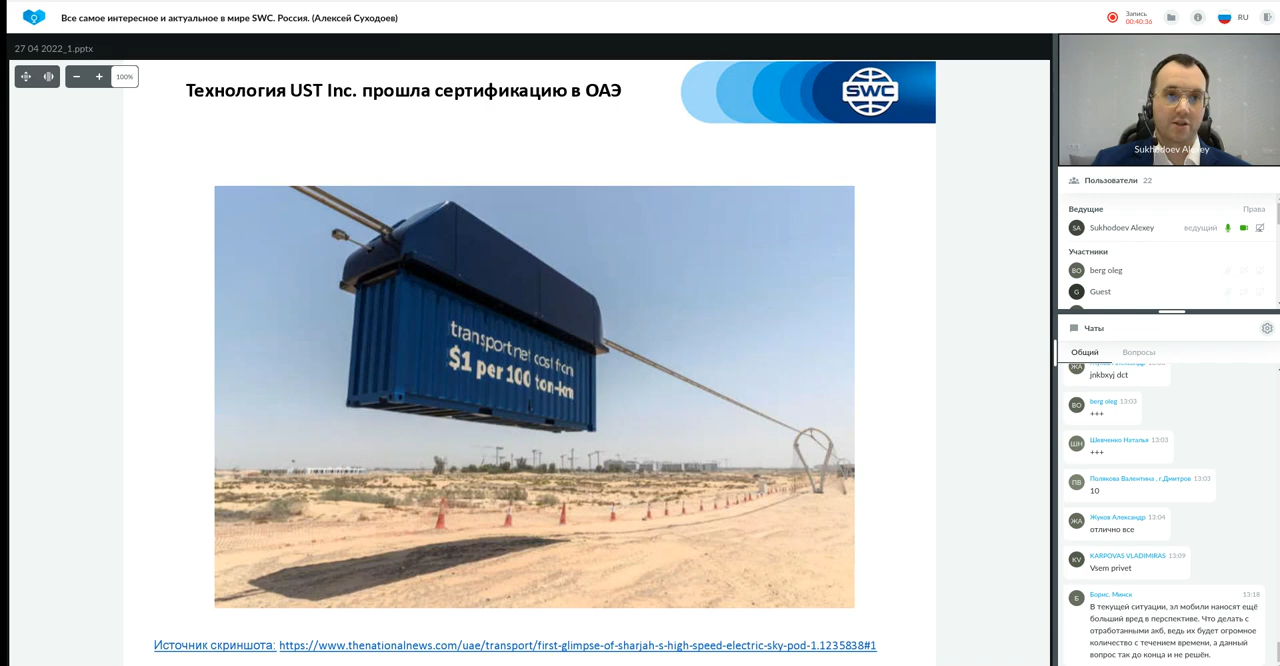 Все самое интересное и актуальное в мире SWC. Россия. (Алексей Суходоев)
Запись
00:40:36
RU
27 04 2022_1.pptx
100%
Технология UST Inc. прошла сертификацию в ОАЭ
SWC
transport net cost from
$1 per 100 ton-km
Источник скриншота: https://www.thenationalnews.com/uae/transport/first-glimpse-of-sharjah-s-high-speed-electric-sky-pod-1.1235838#1
Sukhodoev Alexey
Пользователи 22
Ведущие Права
SA Sukhodoev Alexey ведущий
Участники
BO berg oleg
G Guest
Чаты
Общий Вопросы
ЖА
jnkbxyj dct
BO berg oleg 13:03
+++
ШН Шевченко Наталья 13:03
+++
ПВ Полякова Валентина , г.Дмитров 13:03
10
ЖА Жуков Александр 13:04
отлично все
KV KARPOVAS VLADIMIRAS 13:09
Vsem privet
Б Борис. Минск 13:18
В текущей ситуации, эл мобили наносят ещё
больший вред в перспективе. Что делать с
отработанными акб, ведь их будет огромное
количество с течением времени, а данный
вопрос так до конца и не решён.